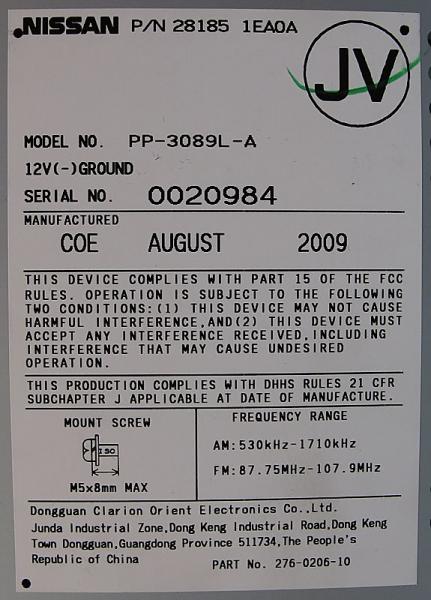 NISSAN P/N 28185 1EA0A
JV
MODEL NO. PP-3089L-A
12V(-)GROUND
SERIAL NO. 0020984
MANUFACTURED
COE AUGUST 2009
THIS DEVICE COMPLIES WITH PART 15 OF THE FCC
RULES. OPERATION IS SUBJECT TO THE FOLLOWING
TWO CONDITIONS:(1) THIS DEVICE MAY NOT CAUSE
HARMFUL INTERFERENCE,AND(2) THIS DEVICE MUST
ACCEPT ANY INTERFERENCE RECEIVED,INCLUDING
INTERFERENCE THAT MAY CAUSE UNDESIRED
OPERATION.
THIS PRODUCTION COMPLIES WITH DHHS RULES 21 CFR
SUBCHAPTER J APPLICABLE AT DATE OF MANUFACTURE.
MOUNT SCREW
ISO
M5x8mm MAX
FREQUENCY RANGE
AM:530kHz-1710kHz
FM:87.75MHz-107.9MHz
Dongguan Clarion Orient Electronics Co.,Ltd.
Junda Industrial Zone,Dong Keng Industrial Road,Dong Keng
Town Dongguan,Guangdong Province 511734,The People's
Republic of China
PART No. 276-0206-10